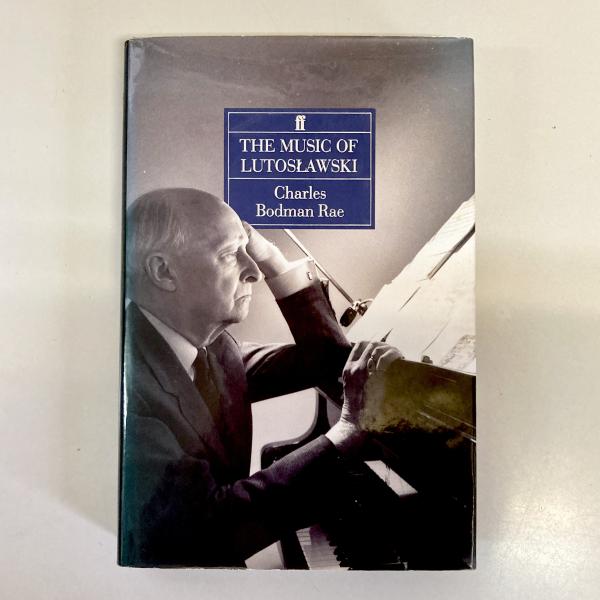 ff
THE MUSIC OF
LUTOSŁAWSKI
Charles
Bodman Rae